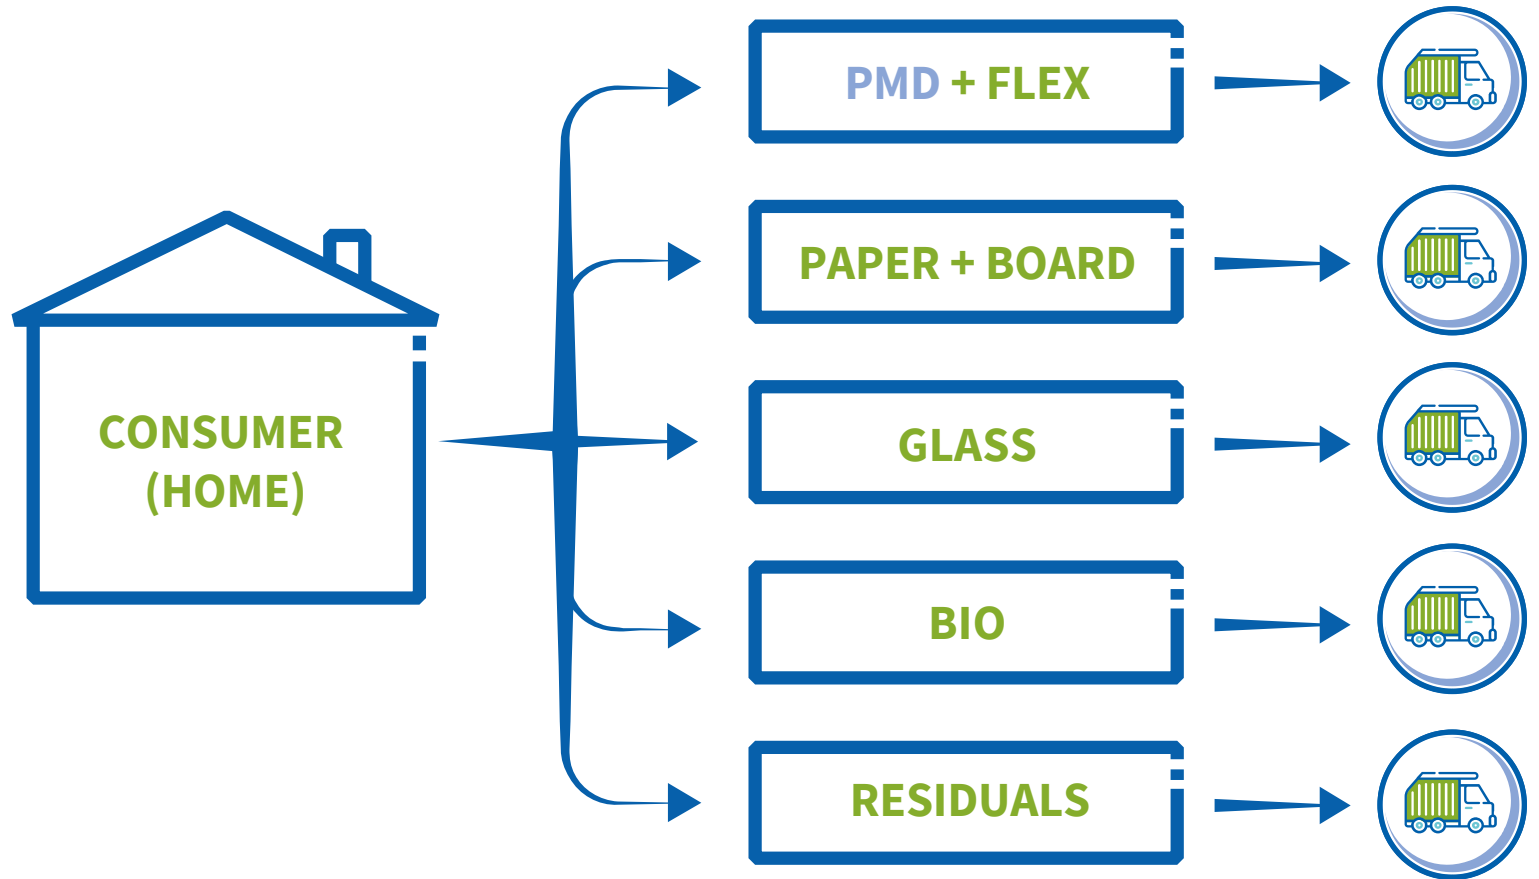 PMD + FLEX
PAPER + BOARD
CONSUMER
(HOME)
GLASS
BIO
RESIDUALS